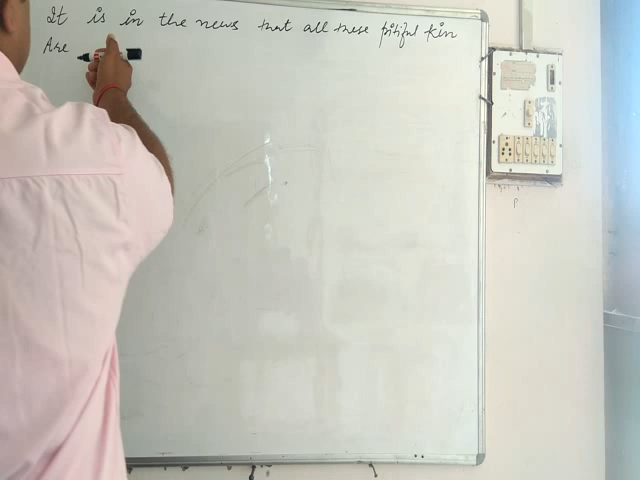 It is in the news that all these pitiful kin
Are